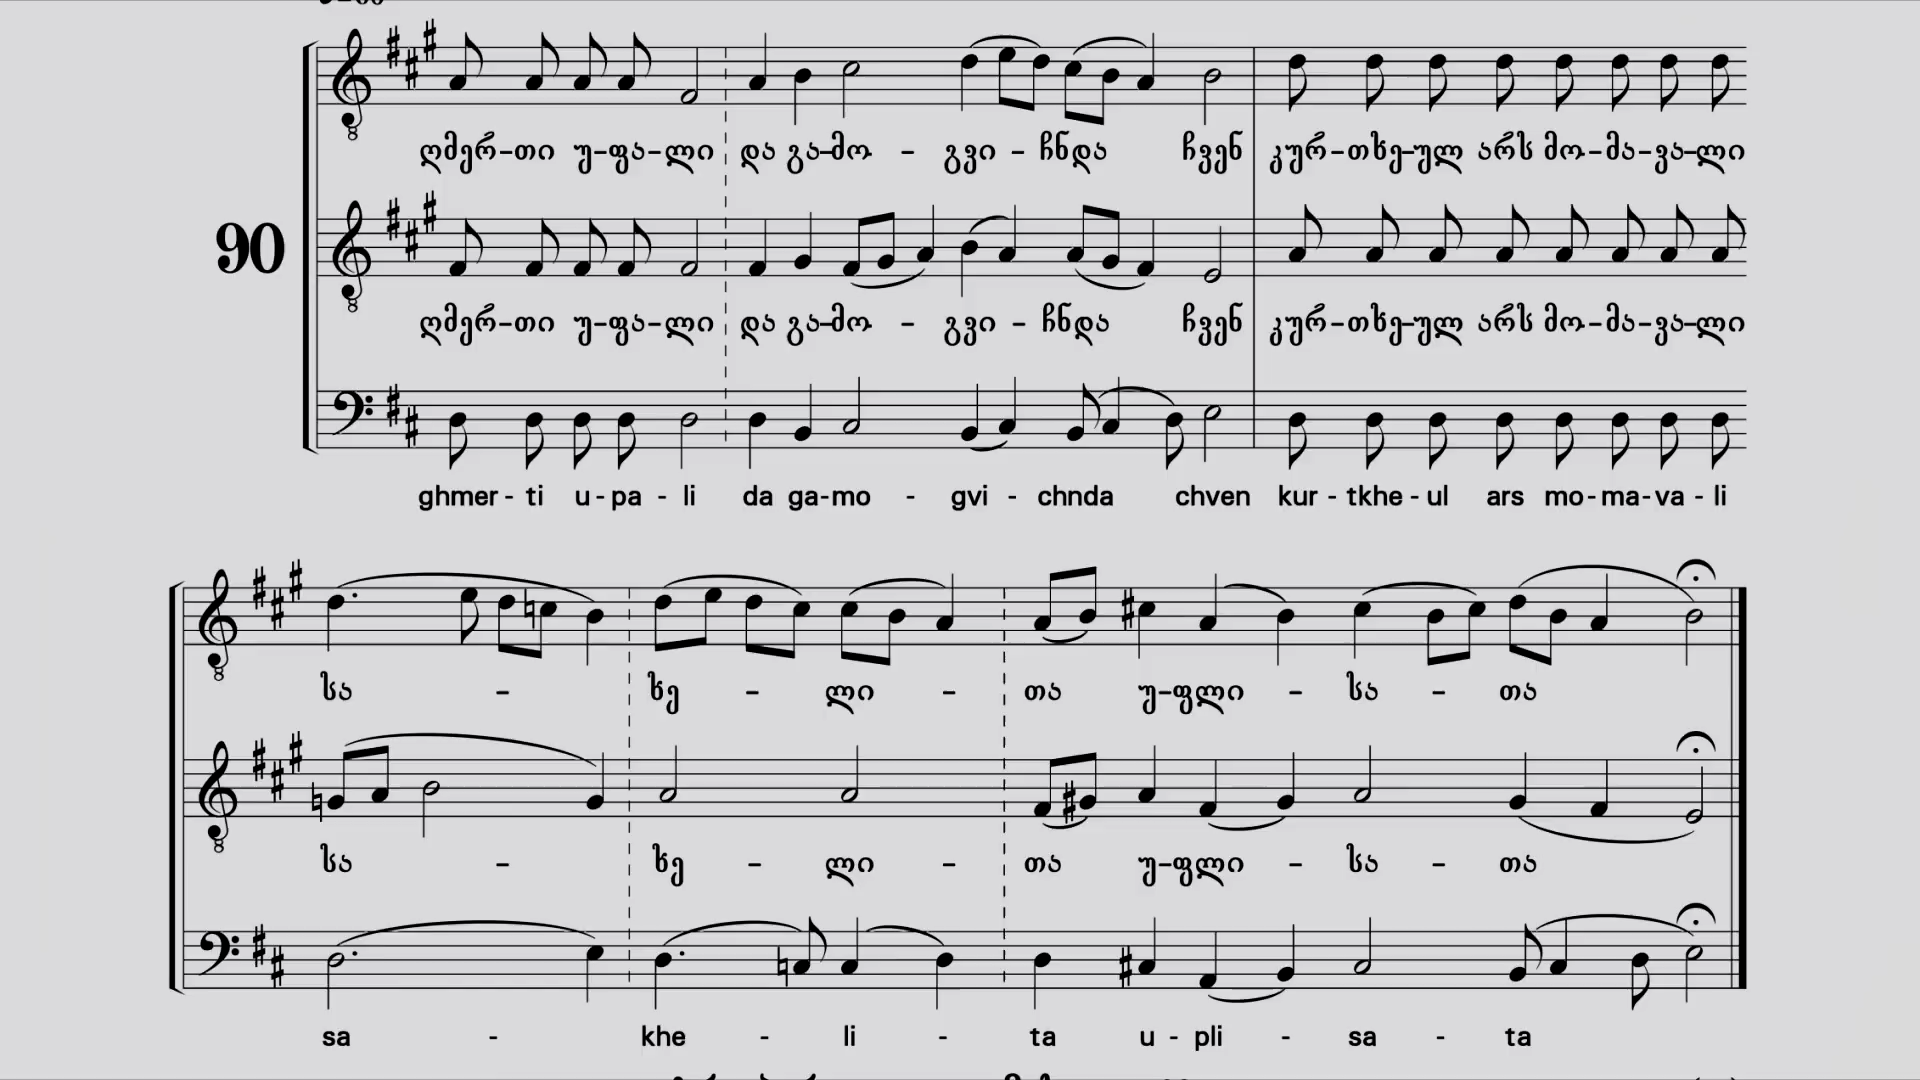 ღმერ-თი უ-ფა-ლი და გა-მო - გვი - ჩნდა ჩვენ კურ-თხე-ულ არს მო-მა-ვა-ლი
90
ღმერ-თი უ-ფა-ლი და გა-მო - გვი - ჩნდა ჩვენ კურ-თხე-ულ არს მო-მა-ვა-ლი
ghmer - ti u - pa - li da ga-mo - gvi - chnda chven kur - tkhe - ul ars mo-ma-va - li
სა - ხე - ლი - თა უ-ფლი - სა - თა
სა - ხე - ლი - თა უ-ფლი - სა - თა
sa - khe - li - ta u - pli - sa - ta